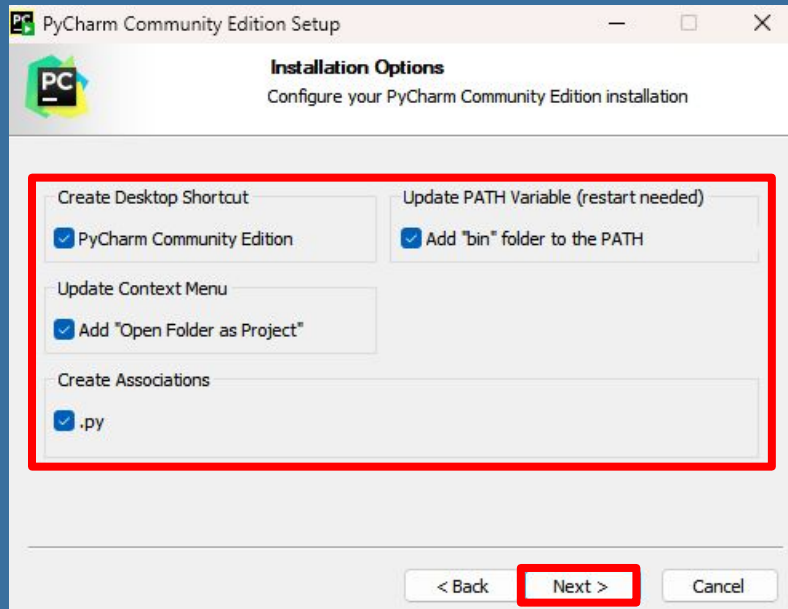 PyCharm Community Edition Setup
PC
Installation Options
Configure your PyCharm Community Edition installation
Create Desktop Shortcut
PyCharm Community Edition
Update PATH Variable (restart needed)
Add "bin" folder to the PATH
Update Context Menu
Add "Open Folder as Project"
Create Associations
.py
< Back
Next >
Cancel